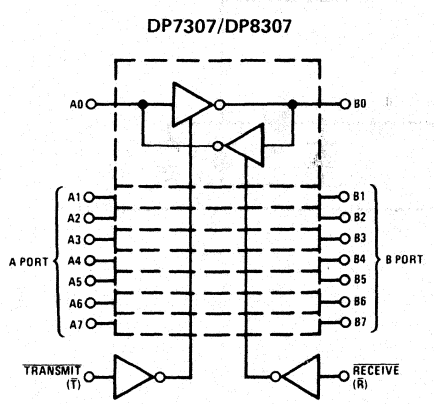 DP7307/DP8307
A0 B0
A1 B1
A2 B2
A3 B3
A PORT A4 B4 B PORT
A5 B5
A6 B6
A7 B7
TRANSMIT RECEIVE
(T̅) (R̅)